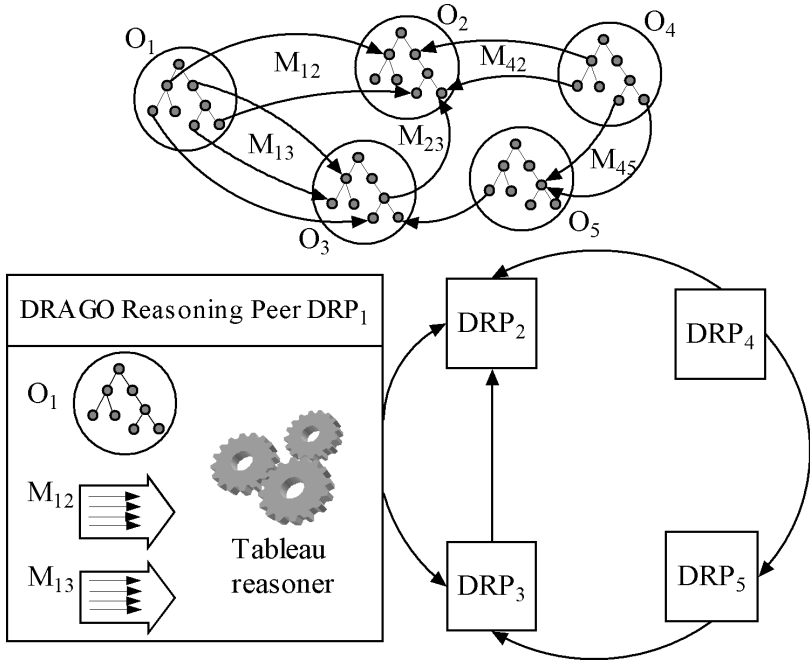 O1
O2
O4
M12
M42
M13
M23
M45
O3
O5
DRAGO Reasoning Peer DRP1
DRP2
DRP4
O1
M12
Tableau
reasoner
M13
DRP3
DRP5